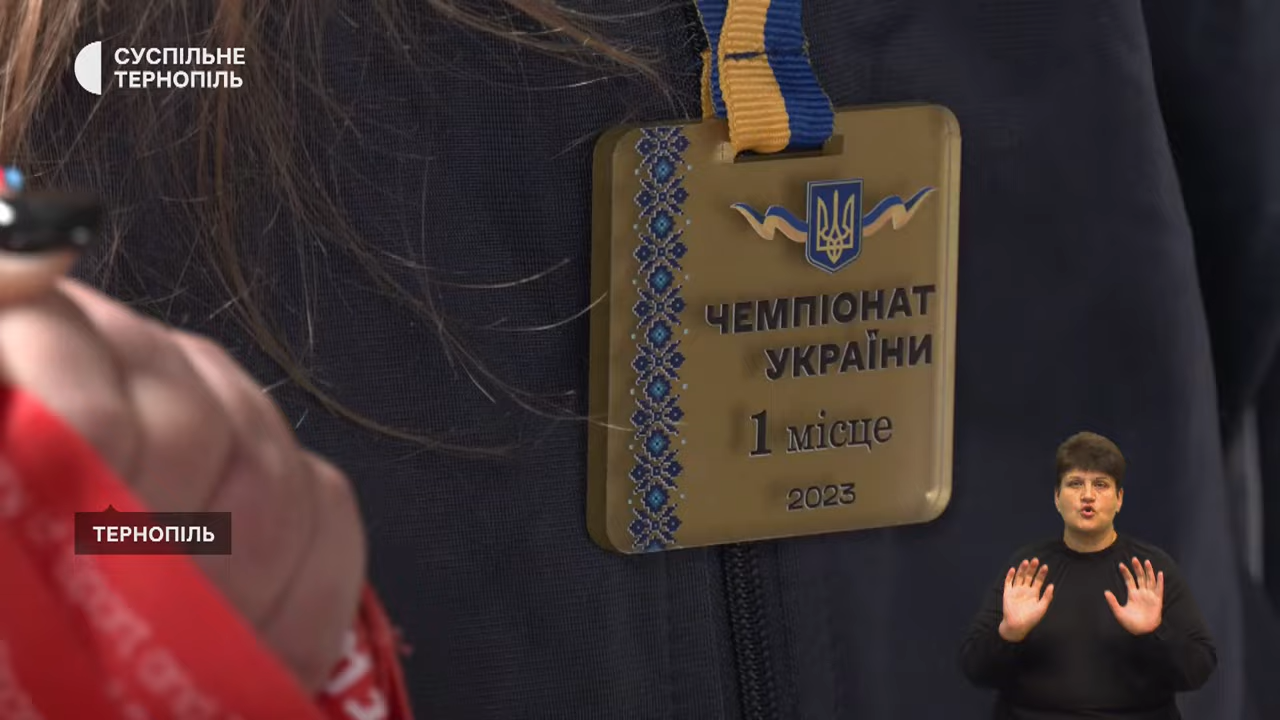 СУСПІЛЬНЕ
ТЕРНОПІЛЬ
ЧЕМПІОНАТ
УКРАЇНИ
1 місце
2023
ТЕРНОПІЛЬ